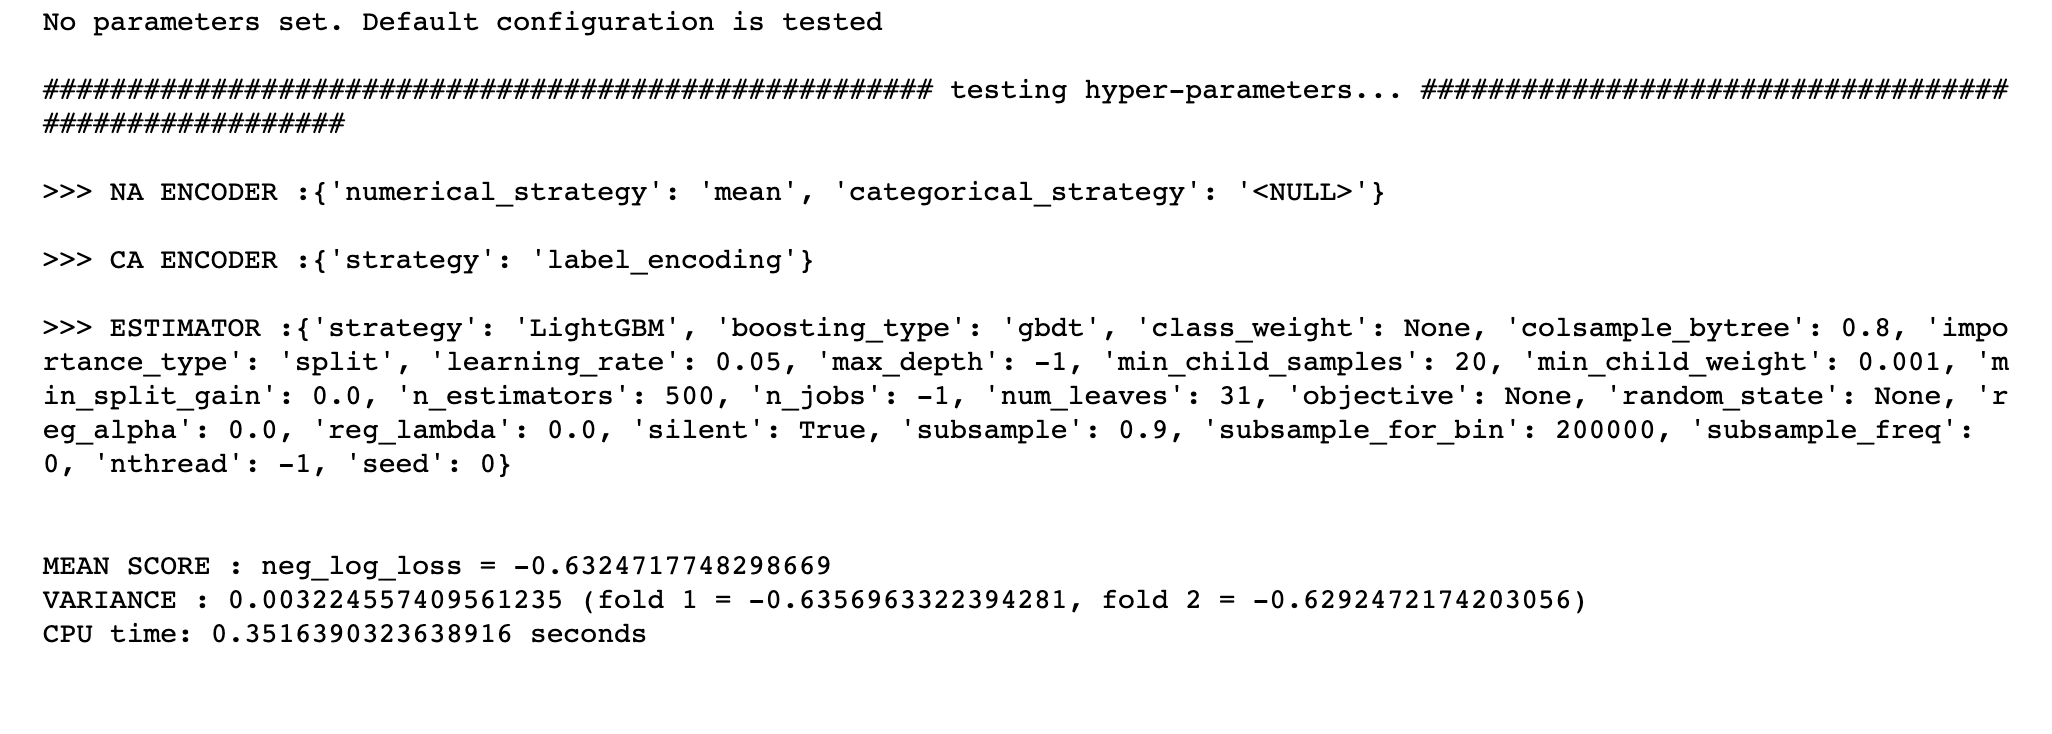 No parameters set. Default configuration is tested
##################################################### testing hyper-parameters... ###################################
##################
>>> NA ENCODER :{'numerical_strategy': 'mean', 'categorical_strategy': '<NULL>'}
>>> CA ENCODER :{'strategy': 'label_encoding'}
>>> ESTIMATOR :{'strategy': 'LightGBM', 'boosting_type': 'gbdt', 'class_weight': None, 'colsample_bytree': 0.8, 'impo
rtance_type': 'split', 'learning_rate': 0.05, 'max_depth': -1, 'min_child_samples': 20, 'min_child_weight': 0.001, 'm
in_split_gain': 0.0, 'n_estimators': 500, 'n_jobs': -1, 'num_leaves': 31, 'objective': None, 'random_state': None, 'r
eg_alpha': 0.0, 'reg_lambda': 0.0, 'silent': True, 'subsample': 0.9, 'subsample_for_bin': 200000, 'subsample_freq':
0, 'nthread': -1, 'seed': 0}
MEAN SCORE : neg_log_loss = -0.6324717748298669
VARIANCE : 0.003224557409561235 (fold 1 = -0.6356963322394281, fold 2 = -0.6292472174203056)
CPU time: 0.3516390323638916 seconds